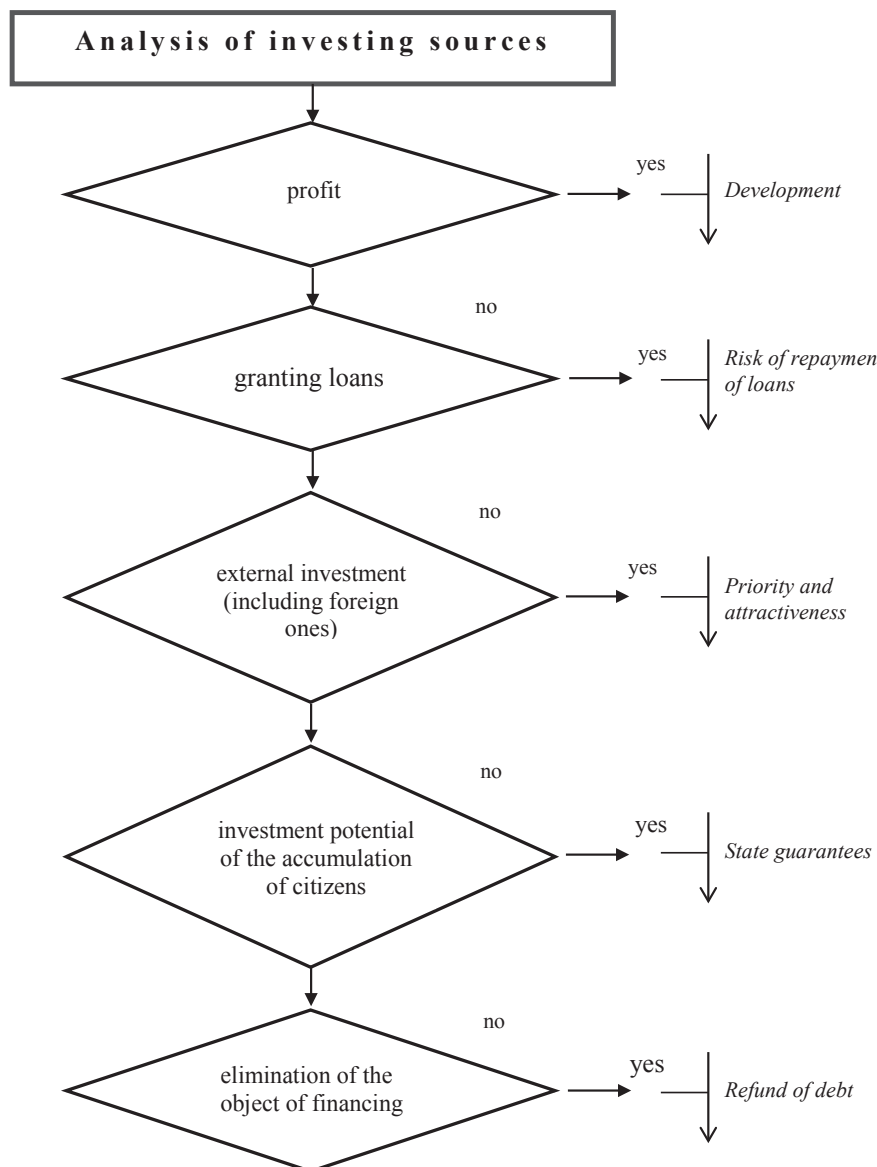 Analysis of investing sources
profit
yes
Development
no
granting loans
yes
Risk of repaymen
of loans
no
external investment
(including foreign
ones)
yes
Priority and
attractiveness
no
investment potential
of the accumulation
of citizens
yes
State guarantees
no
elimination of the
object of financing
yes
Refund of debt